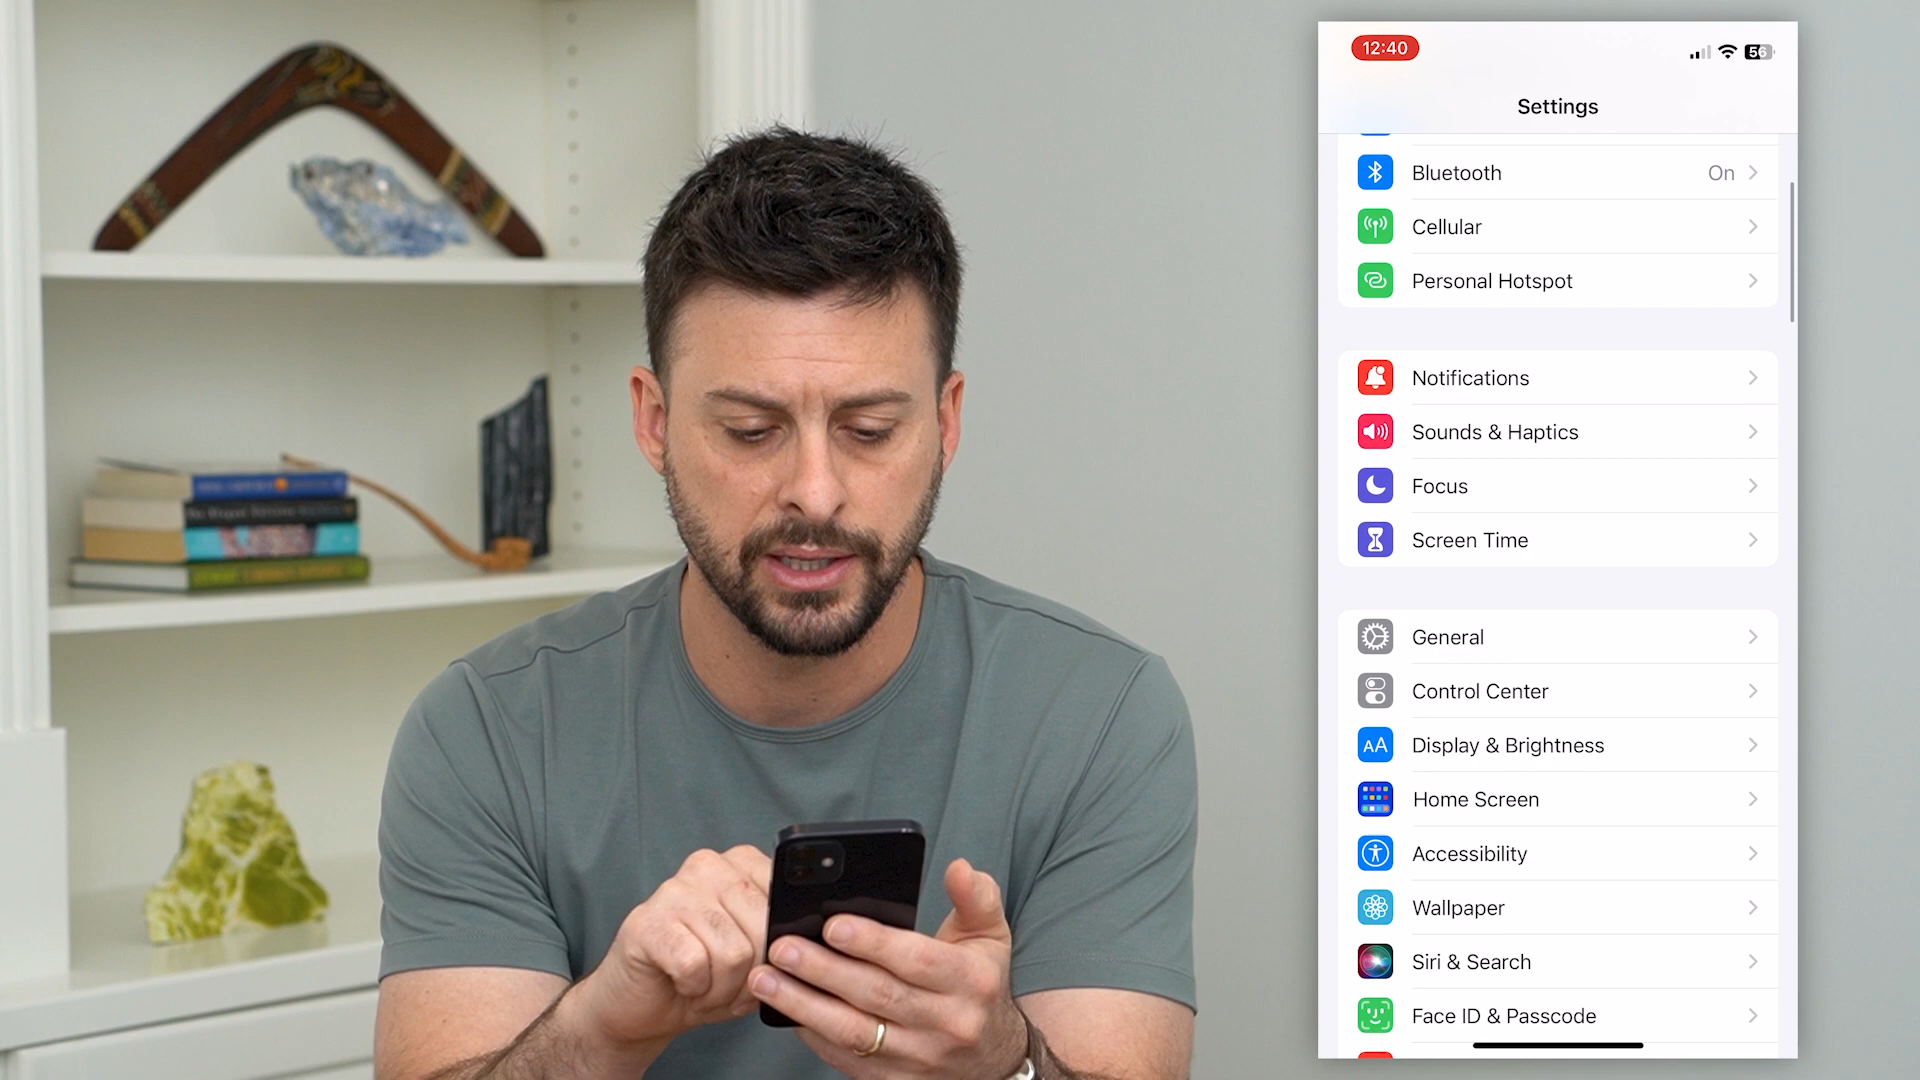 12:40
56
Settings
Bluetooth On
Cellular
Personal Hotspot
Notifications
Sounds & Haptics
Focus
Screen Time
General
Control Center
AA Display & Brightness
Home Screen
Accessibility
Wallpaper
Siri & Search
Face ID & Passcode